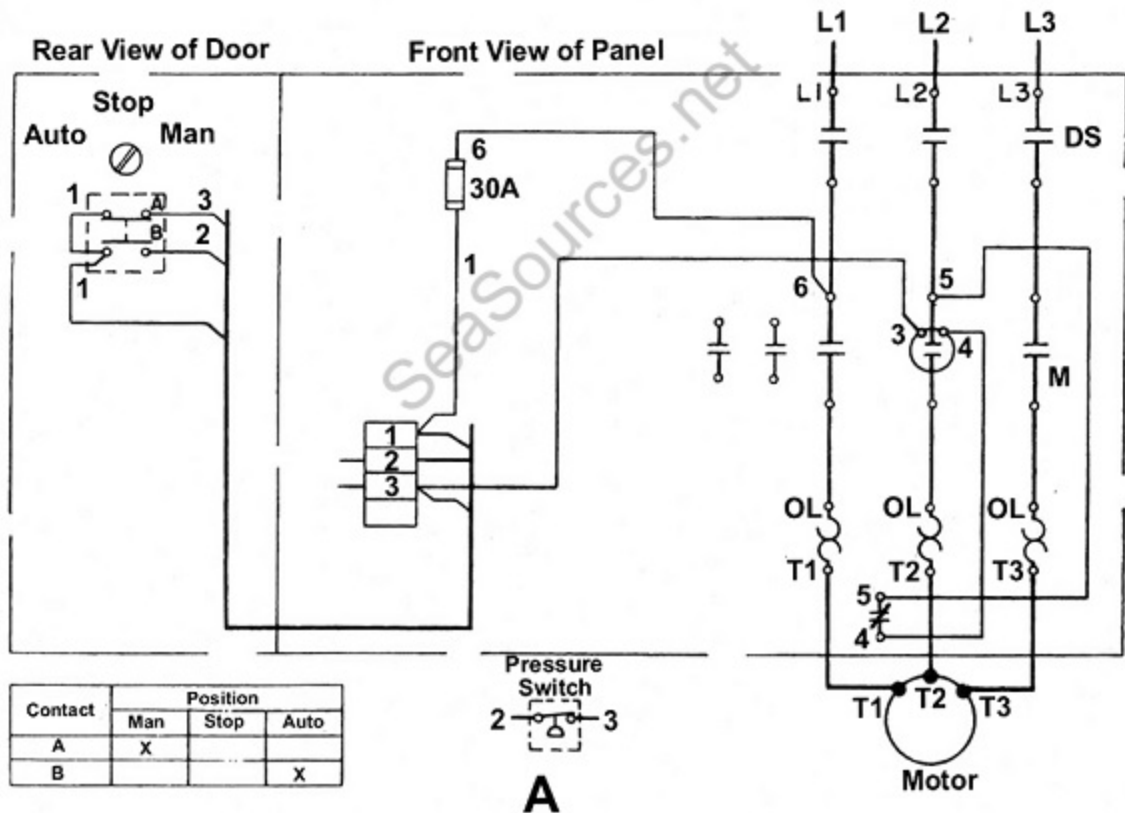 L1 L2 L3
Rear View of Door
Front View of Panel
L1 L2 L3
Stop
Auto Man
DS
6
30A
1 A 3
B 2
1
1
6 5
3 4
M
1
2
3
OL OL OL
T1 T2 T3
5
4
Pressure
Switch
2 3
T1 T2 T3
Motor
Contact Position
Man Stop Auto
A X
B X
A
SeaSources.net